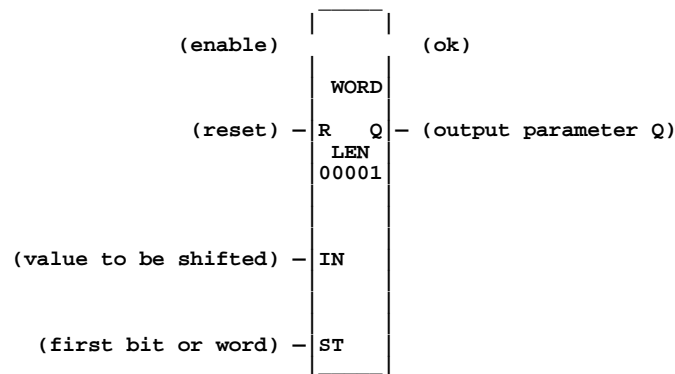 (enable) (ok)
WORD
(reset) R Q (output parameter Q)
LEN
00001
(value to be shifted) IN
(first bit or word) ST